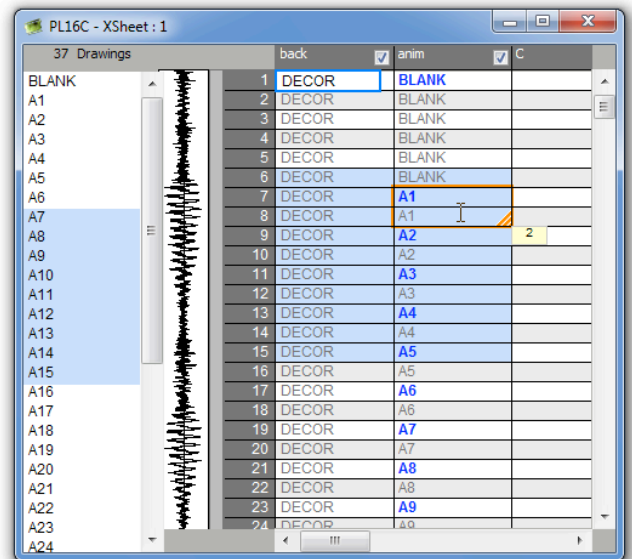 PL16C - XSheet : 1
37 Drawings back anim C
BLANK
A1
A2
A3
A4
A5
A6
A7
A8
A9
A10
A11
A12
A13
A14
A15
A16
A17
A18
A19
A20
A21
A22
A23
A24
1 DECOR BLANK
2 DECOR BLANK
3 DECOR BLANK
4 DECOR BLANK
5 DECOR BLANK
6 DECOR BLANK
7 DECOR A1
8 DECOR A1
9 DECOR A2 2
10 DECOR A2
11 DECOR A3
12 DECOR A3
13 DECOR A4
14 DECOR A4
15 DECOR A5
16 DECOR A5
17 DECOR A6
18 DECOR A6
19 DECOR A7
20 DECOR A7
21 DECOR A8
22 DECOR A8
23 DECOR A9
24 DECOR A9